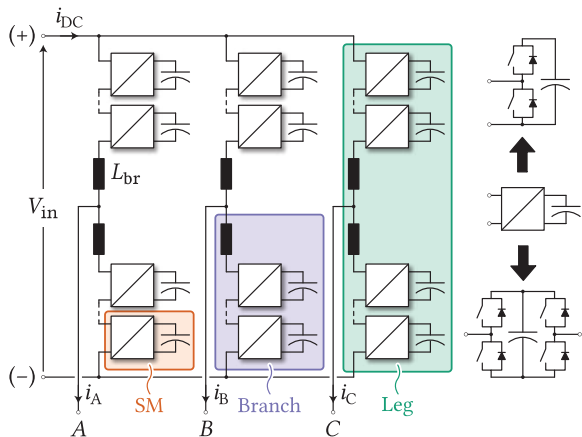 (+)
i_DC
V_in
L_br
(−)
i_A
SM
i_B
Branch
i_C
Leg
A
B
C